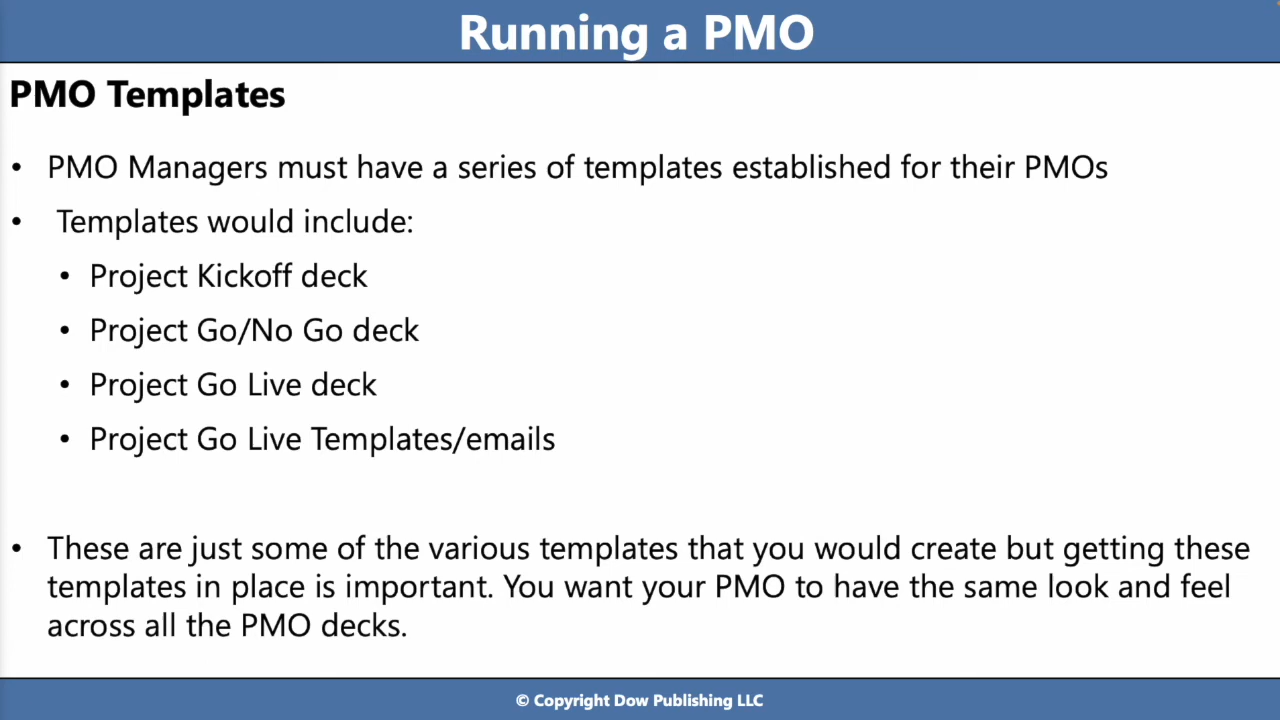 Running a PMO
PMO Templates
• PMO Managers must have a series of templates established for their PMOs
• Templates would include:
• Project Kickoff deck
• Project Go/No Go deck
• Project Go Live deck
• Project Go Live Templates/emails
• These are just some of the various templates that you would create but getting these
templates in place is important. You want your PMO to have the same look and feel
across all the PMO decks.
© Copyright Dow Publishing LLC